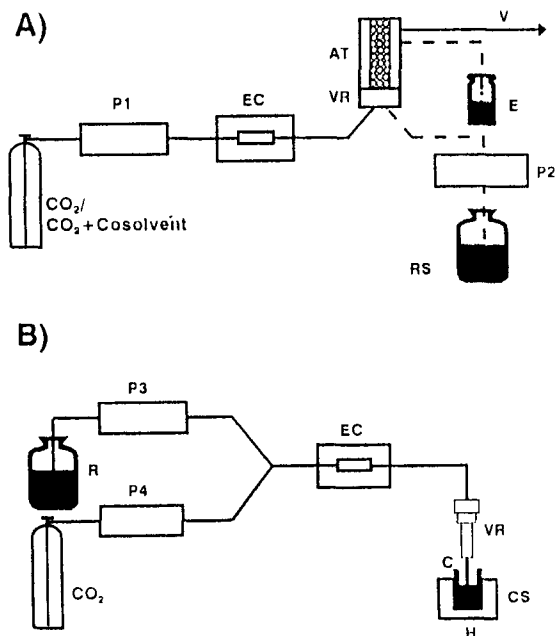 A)
V
AT
VR
E
P1
EC
P2
CO₂/
CO₂+Cosolvent
RS
B)
P3
EC
R
P4
VR
C
CO₂
CS
H